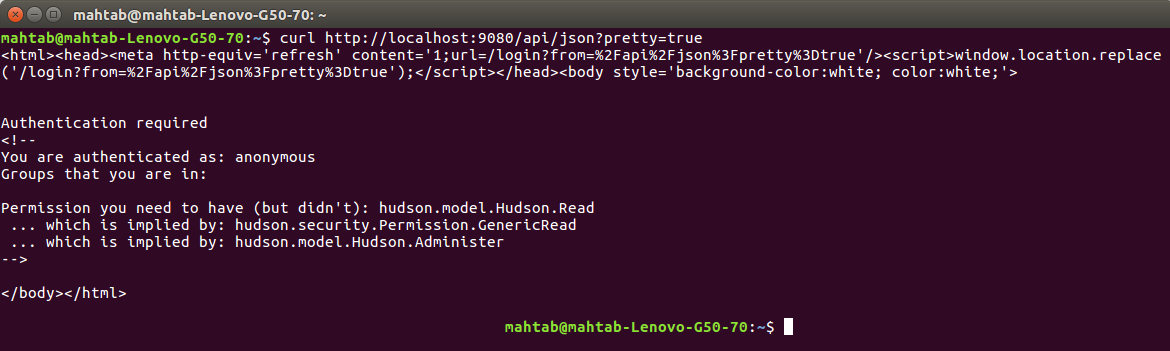 mahtab@mahtab-Lenovo-G50-70: ~
mahtab@mahtab-Lenovo-G50-70:~$ curl http://localhost:9080/api/json?pretty=true
<html><head><meta http-equiv='refresh' content='1;url=/login?from=%2Fapi%2Fjson%3Fpretty%3Dtrue'/><script>window.location.replace
('/login?from=%2Fapi%2Fjson%3Fpretty%3Dtrue');</script></head><body style='background-color:white; color:white;'>
Authentication required
<!--
You are authenticated as: anonymous
Groups that you are in:
Permission you need to have (but didn't): hudson.model.Hudson.Read
... which is implied by: hudson.security.Permission.GenericRead
... which is implied by: hudson.model.Hudson.Administer
-->
</body></html>
mahtab@mahtab-Lenovo-G50-70:~$